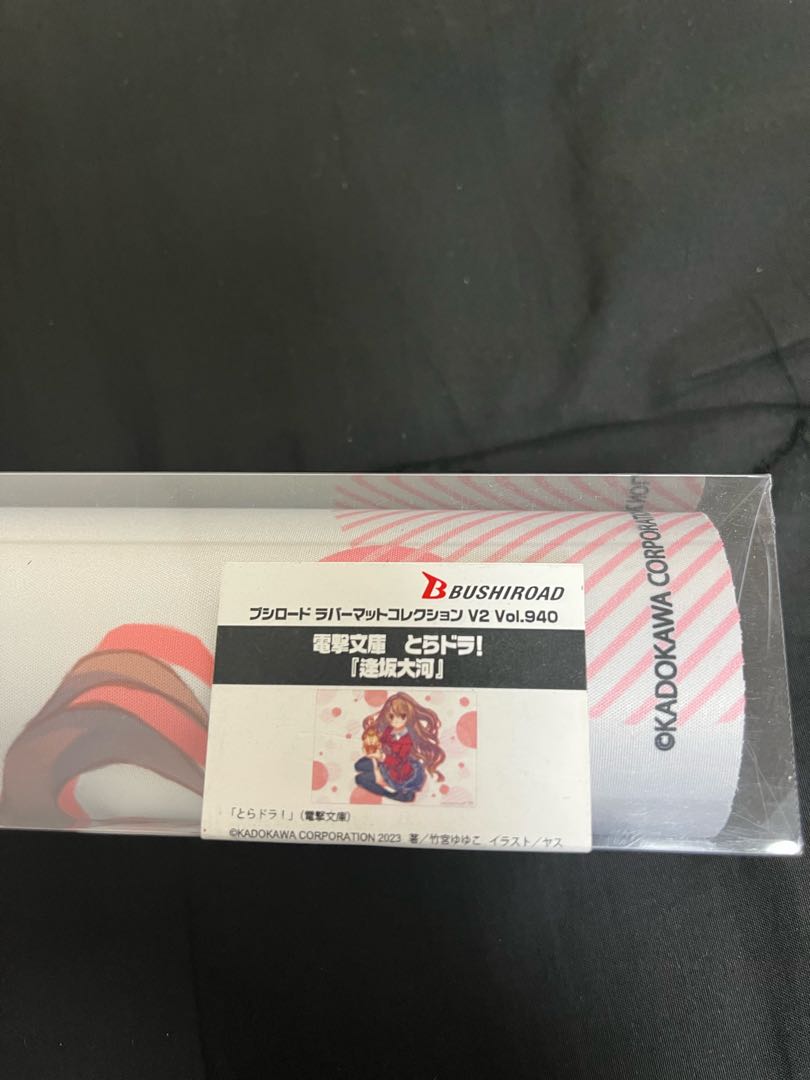 BUSHIROAD
ブシロード ラバーマットコレクション V2 Vol.940
電撃文庫 とらドラ!
『逢坂大河』
「とらドラ!」(電撃文庫)
©KADOKAWA CORPORATION 2023 著/竹宮ゆゆこ イラスト/ヤス
©KADOKAWA CORPORATI